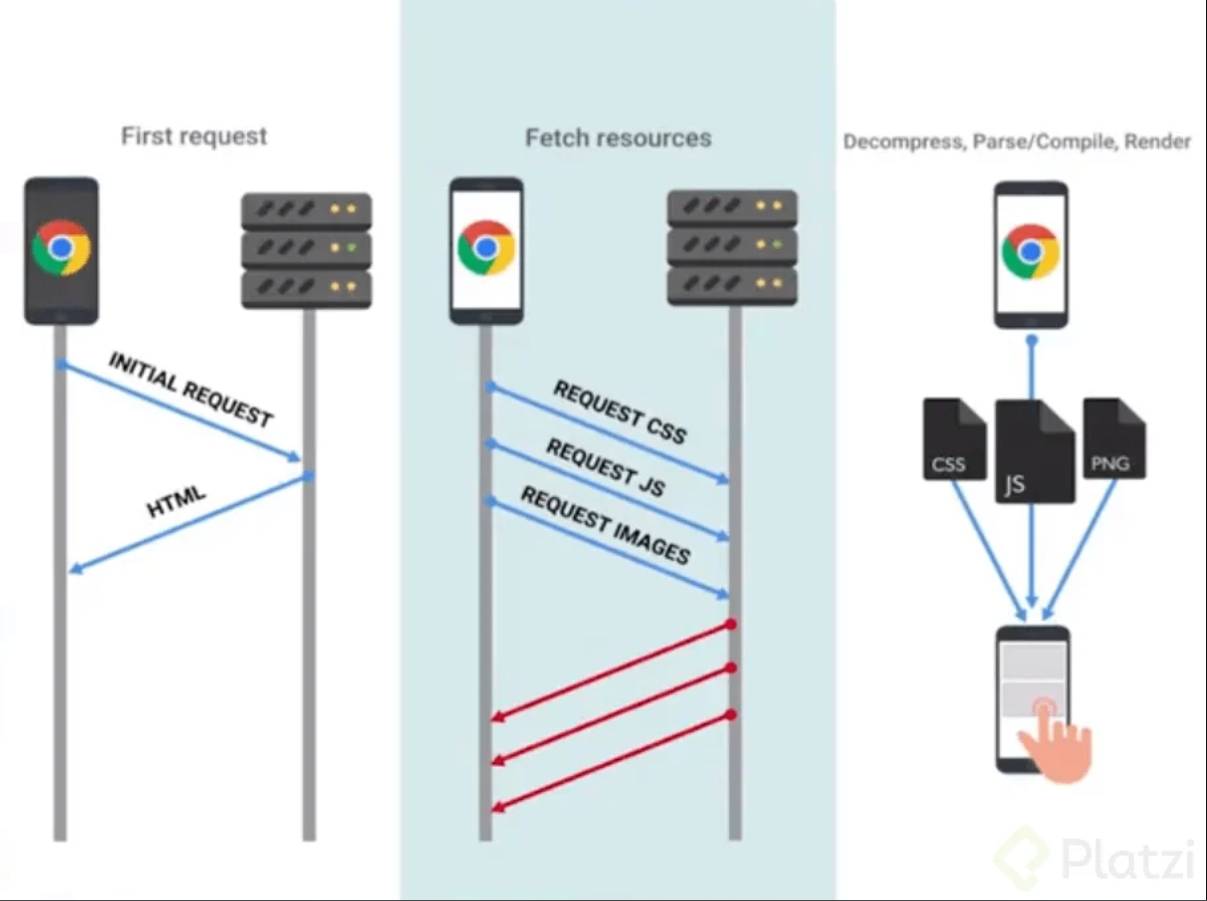 First request
INITIAL REQUEST
HTML
Fetch resources
REQUEST CSS
REQUEST JS
REQUEST IMAGES
Decompress, Parse/Compile, Render
CSS
JS
PNG
Platzi